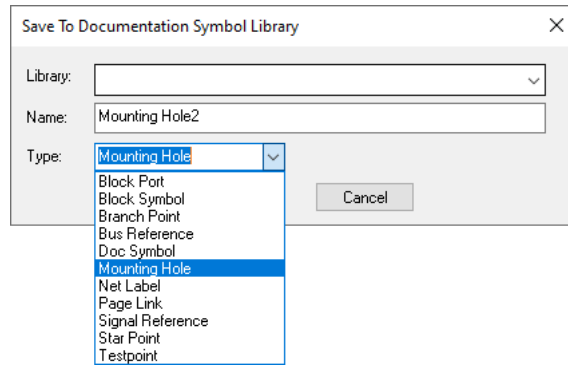 Save To Documentation Symbol Library
Library:
Name: Mounting Hole2
Type: Mounting Hole
Block Port
Block Symbol
Branch Point
Bus Reference
Doc Symbol
Mounting Hole
Net Label
Page Link
Signal Reference
Star Point
Testpoint
Cancel